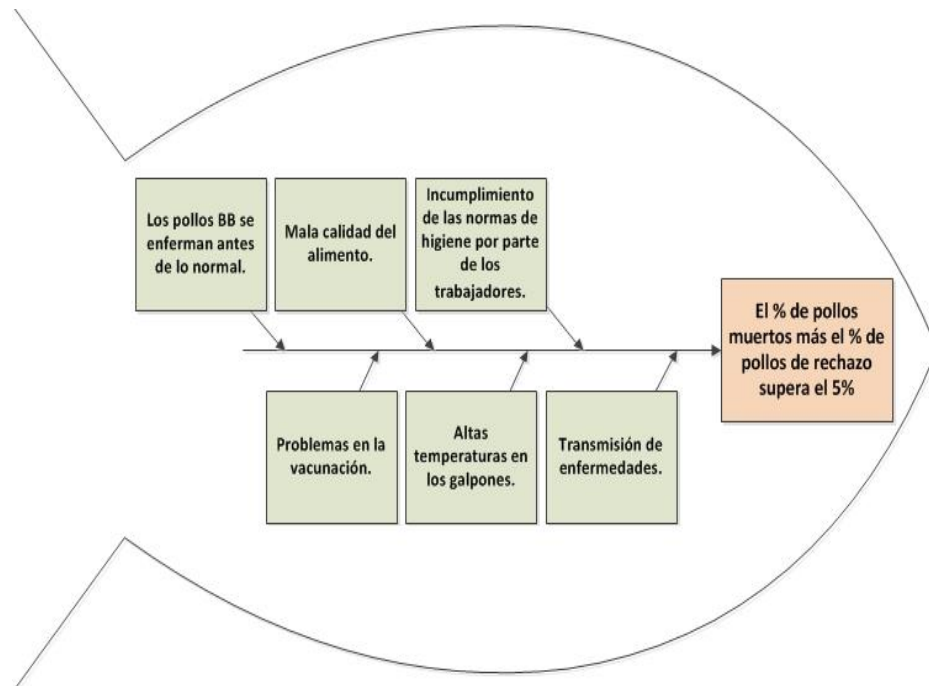 Los pollos BB se
enferman antes
de lo normal.
Mala calidad del
alimento.
Incumplimiento
de las normas de
higiene por parte
de los
trabajadores.
El % de pollos
muertos más el % de
pollos de rechazo
supera el 5%
Problemas en la
vacunación.
Altas
temperaturas en
los galpones.
Transmisión de
enfermedades.